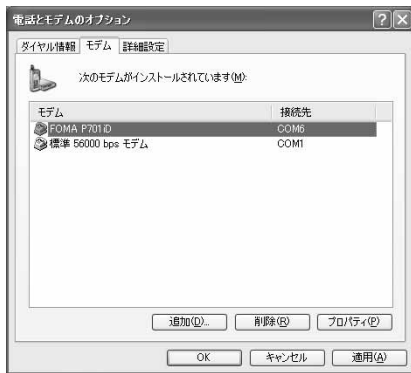 電話とモデムのオプション
ダイヤル情報 モデム 詳細設定
次のモデムがインストールされています(M):
モデム 接続先
FOMA P701iD COM6
標準 56000 bps モデム COM1
追加(D)... 削除(R) プロパティ(P)
OK キャンセル 適用(A)